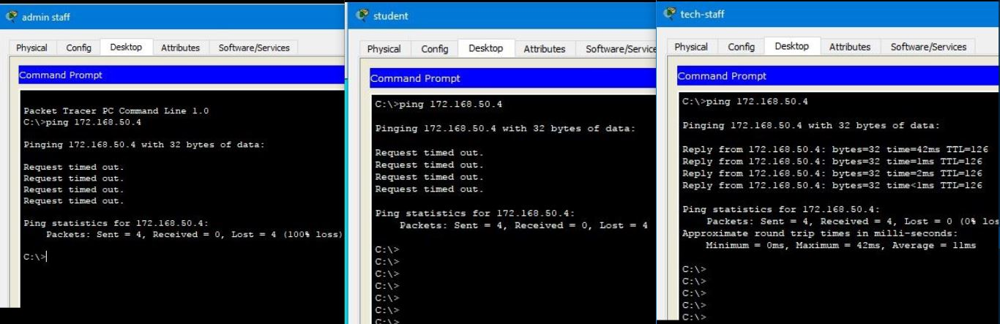 admin staff
Physical Config Desktop Attributes Software/Services
Command Prompt
Packet Tracer PC Command Line 1.0
C:\>ping 172.168.50.4
Pinging 172.168.50.4 with 32 bytes of data:
Request timed out.
Request timed out.
Request timed out.
Request timed out.
Ping statistics for 172.168.50.4:
Packets: Sent = 4, Received = 0, Lost = 4 (100% loss)
C:\>
student
Physical Config Desktop Attributes Software/Service
Command Prompt
C:\>ping 172.168.50.4
Pinging 172.168.50.4 with 32 bytes of data:
Request timed out.
Request timed out.
Request timed out.
Request timed out.
Ping statistics for 172.168.50.4:
Packets: Sent = 4, Received = 0, Lost = 4
C:\>
C:\>
C:\>
C:\>
C:\>
C:\>
C:\>
tech-staff
Physical Config Desktop Attributes Software/Services
Command Prompt
C:\>ping 172.168.50.4
Pinging 172.168.50.4 with 32 bytes of data:
Reply from 172.168.50.4: bytes=32 time=42ms TTL=126
Reply from 172.168.50.4: bytes=32 time=1ms TTL=126
Reply from 172.168.50.4: bytes=32 time=2ms TTL=126
Reply from 172.168.50.4: bytes=32 time<1ms TTL=126
Ping statistics for 172.168.50.4:
Packets: Sent = 4, Received = 4, Lost = 0 (0% los
Approximate round trip times in milli-seconds:
Minimum = 0ms, Maximum = 42ms, Average = 11ms
C:\>
C:\>
C:\>
C:\>
C:\>